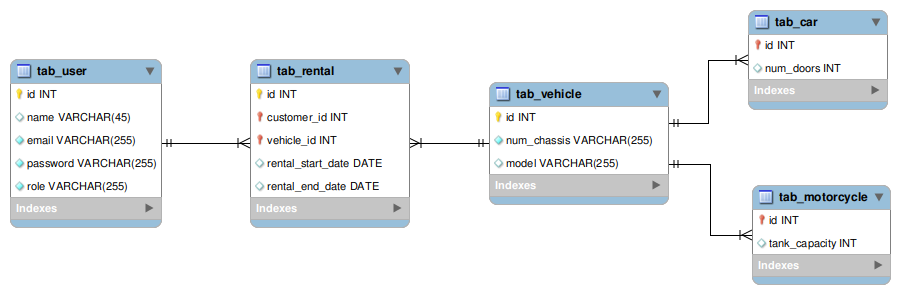 tab_user
id INT
name VARCHAR(45)
email VARCHAR(255)
password VARCHAR(255)
role VARCHAR(255)
Indexes
tab_rental
id INT
customer_id INT
vehicle_id INT
rental_start_date DATE
rental_end_date DATE
Indexes
tab_vehicle
id INT
num_chassis VARCHAR(255)
model VARCHAR(255)
Indexes
tab_car
id INT
num_doors INT
Indexes
tab_motorcycle
id INT
tank_capacity INT
Indexes